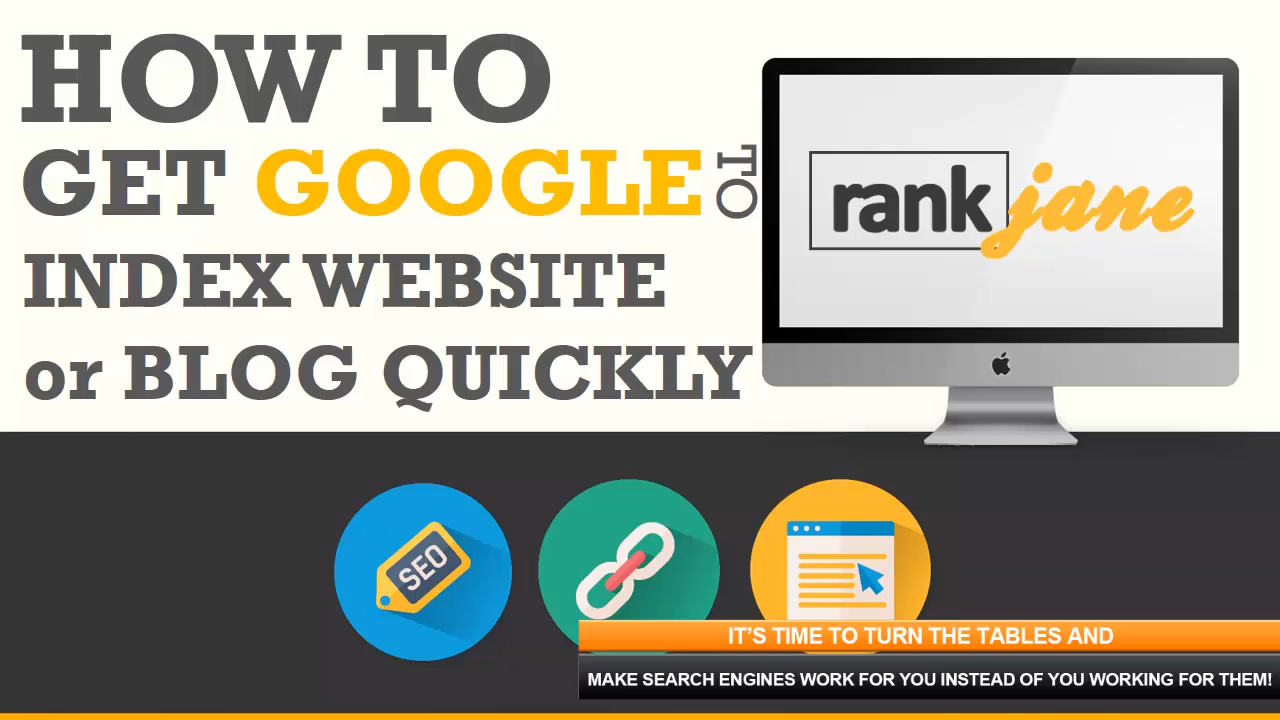 HOW TO
GET GOOGLE TO
INDEX WEBSITE
or BLOG QUICKLY
rank jane
SEO
IT'S TIME TO TURN THE TABLES AND
MAKE SEARCH ENGINES WORK FOR YOU INSTEAD OF YOU WORKING FOR THEM!